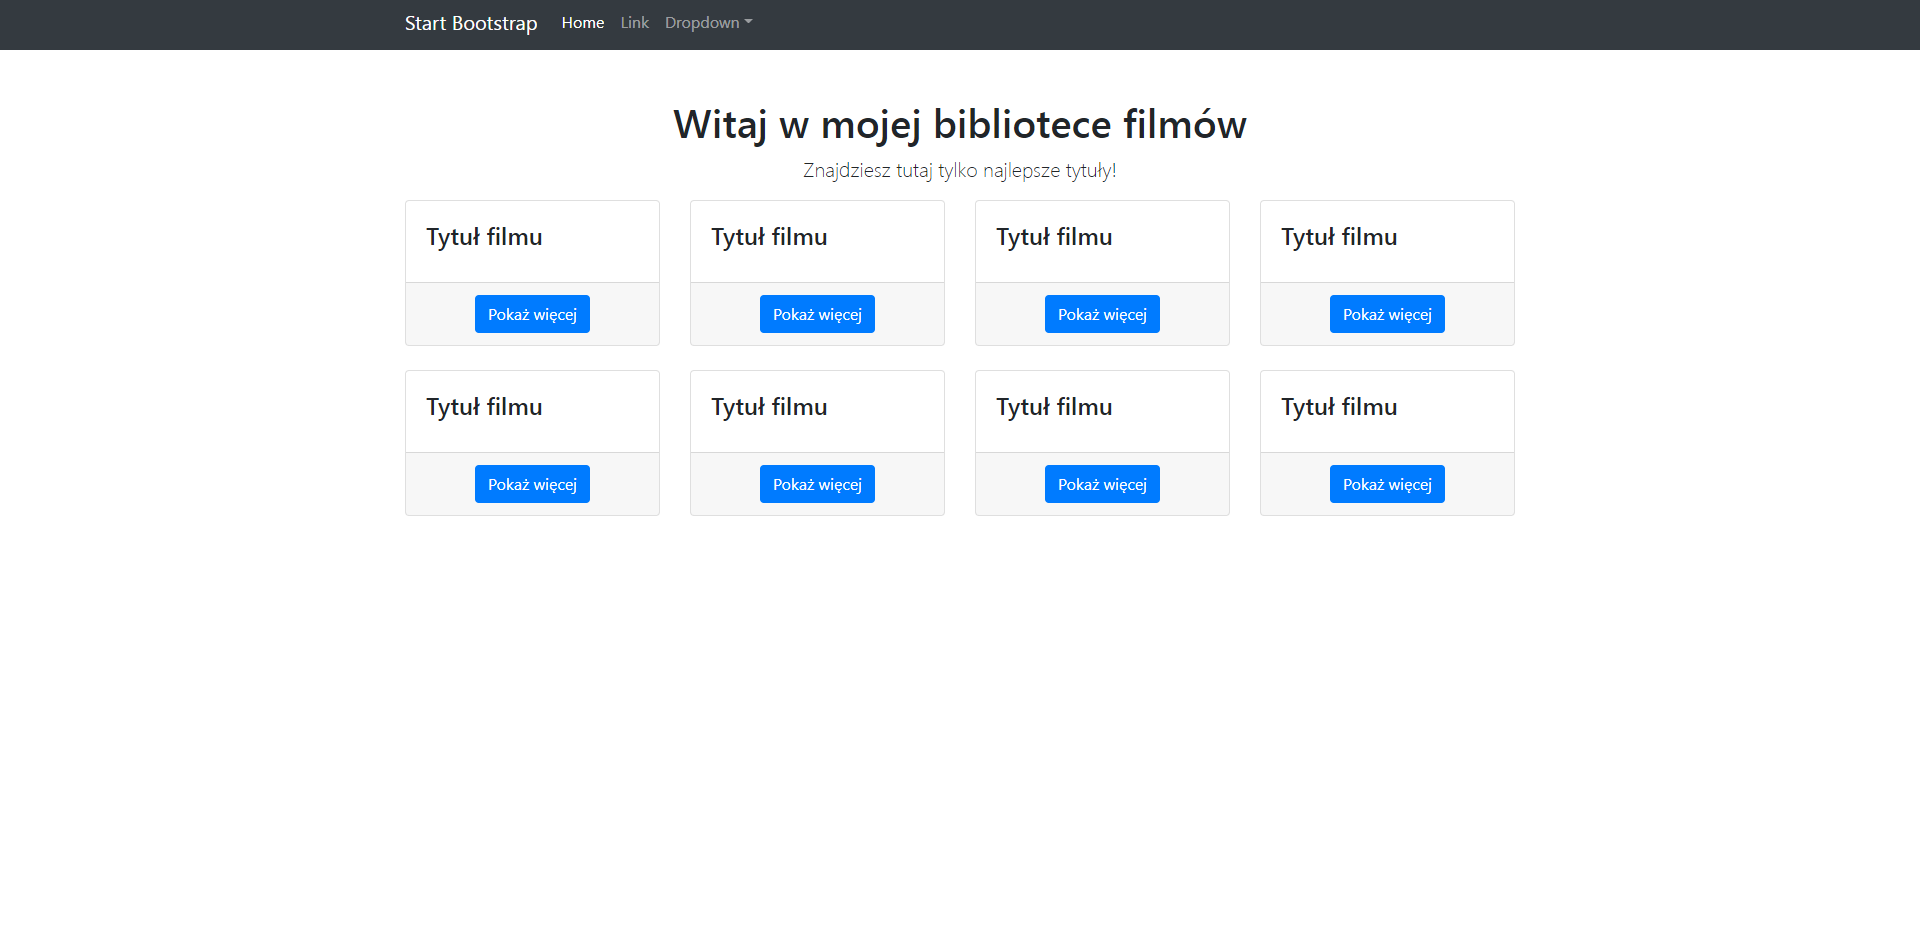 Start Bootstrap Home Link Dropdown
Witaj w mojej bibliotece filmów
Znajdziesz tutaj tylko najlepsze tytuły!
Tytuł filmu Tytuł filmu Tytuł filmu Tytuł filmu
Pokaż więcej Pokaż więcej Pokaż więcej Pokaż więcej
Tytuł filmu Tytuł filmu Tytuł filmu Tytuł filmu
Pokaż więcej Pokaż więcej Pokaż więcej Pokaż więcej